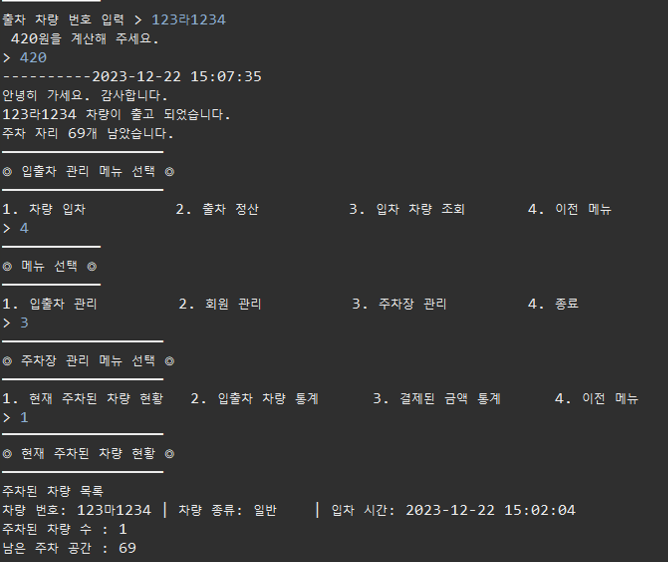 출차 차량 번호 입력 > 123라1234
420원을 계산해 주세요.
> 420
----------2023-12-22 15:07:35
안녕히 가세요. 감사합니다.
123라1234 차량이 출고 되었습니다.
주차 자리 69개 남았습니다.
◎ 입출차 관리 메뉴 선택 ◎
1. 차량 입차 2. 출차 정산 3. 입차 차량 조회 4. 이전 메뉴
> 4
◎ 메뉴 선택 ◎
1. 입출차 관리 2. 회원 관리 3. 주차장 관리 4. 종료
> 3
◎ 주차장 관리 메뉴 선택 ◎
1. 현재 주차된 차량 현황 2. 입출차 차량 통계 3. 결제된 금액 통계 4. 이전 메뉴
> 1
◎ 현재 주차된 차량 현황 ◎
주차된 차량 목록
차량 번호: 123마1234 | 차량 종류: 일반 | 입차 시간: 2023-12-22 15:02:04
주차된 차량 수 : 1
남은 주차 공간 : 69